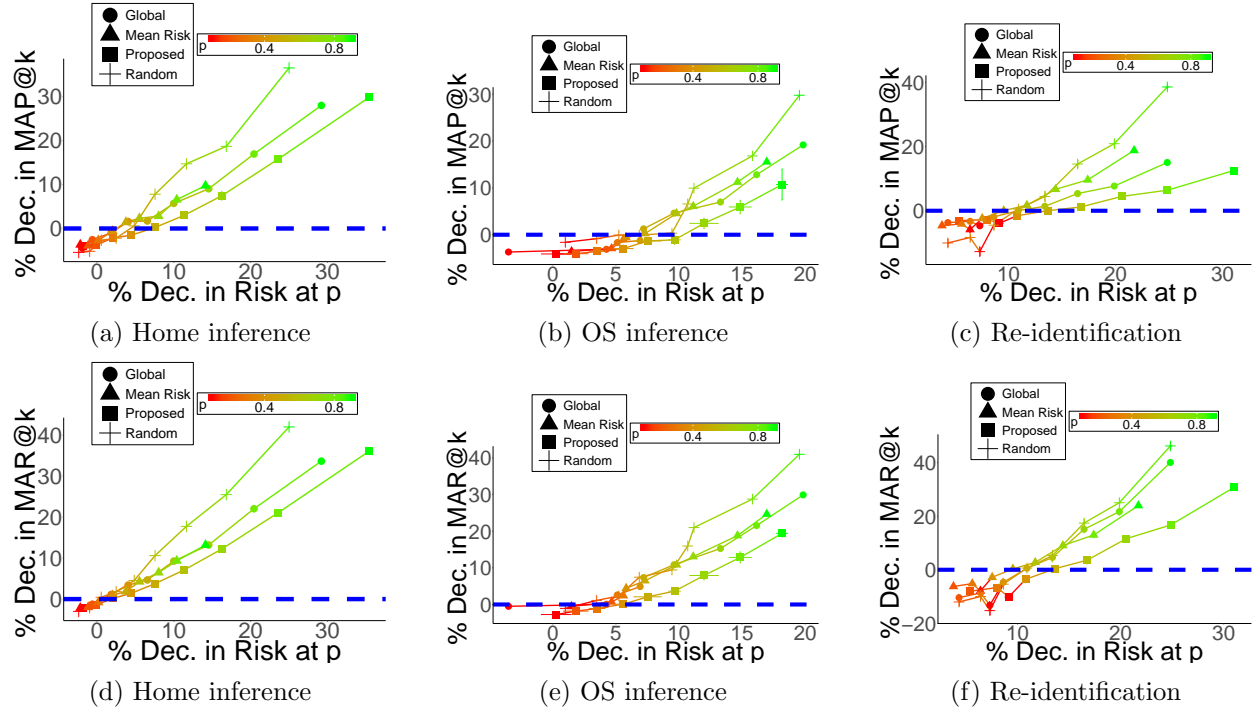 Global
Mean Risk
Proposed
Random
p
0.4
0.8
% Dec. in MAP@k
30
20
10
0
0
10
20
30
% Dec. in Risk at p
(a) Home inference
Global
Mean Risk
Proposed
Random
p
0.4
0.8
% Dec. in MAP@k
30
20
10
0
0
5
10
15
20
% Dec. in Risk at p
(b) OS inference
Global
Mean Risk
Proposed
Random
p
0.4
0.8
% Dec. in MAP@k
40
20
0
10
20
30
% Dec. in Risk at p
(c) Re-identification
Global
Mean Risk
Proposed
Random
p
0.4
0.8
% Dec. in MAR@k
40
30
20
10
0
0
10
20
30
% Dec. in Risk at p
(d) Home inference
Global
Mean Risk
Proposed
Random
p
0.4
0.8
% Dec. in MAR@k
40
30
20
10
0
0
5
10
15
20
% Dec. in Risk at p
(e) OS inference
Global
Mean Risk
Proposed
Random
p
0.4
0.8
% Dec. in MAR@k
40
20
0
−20
10
20
30
% Dec. in Risk at p
(f) Re-identification